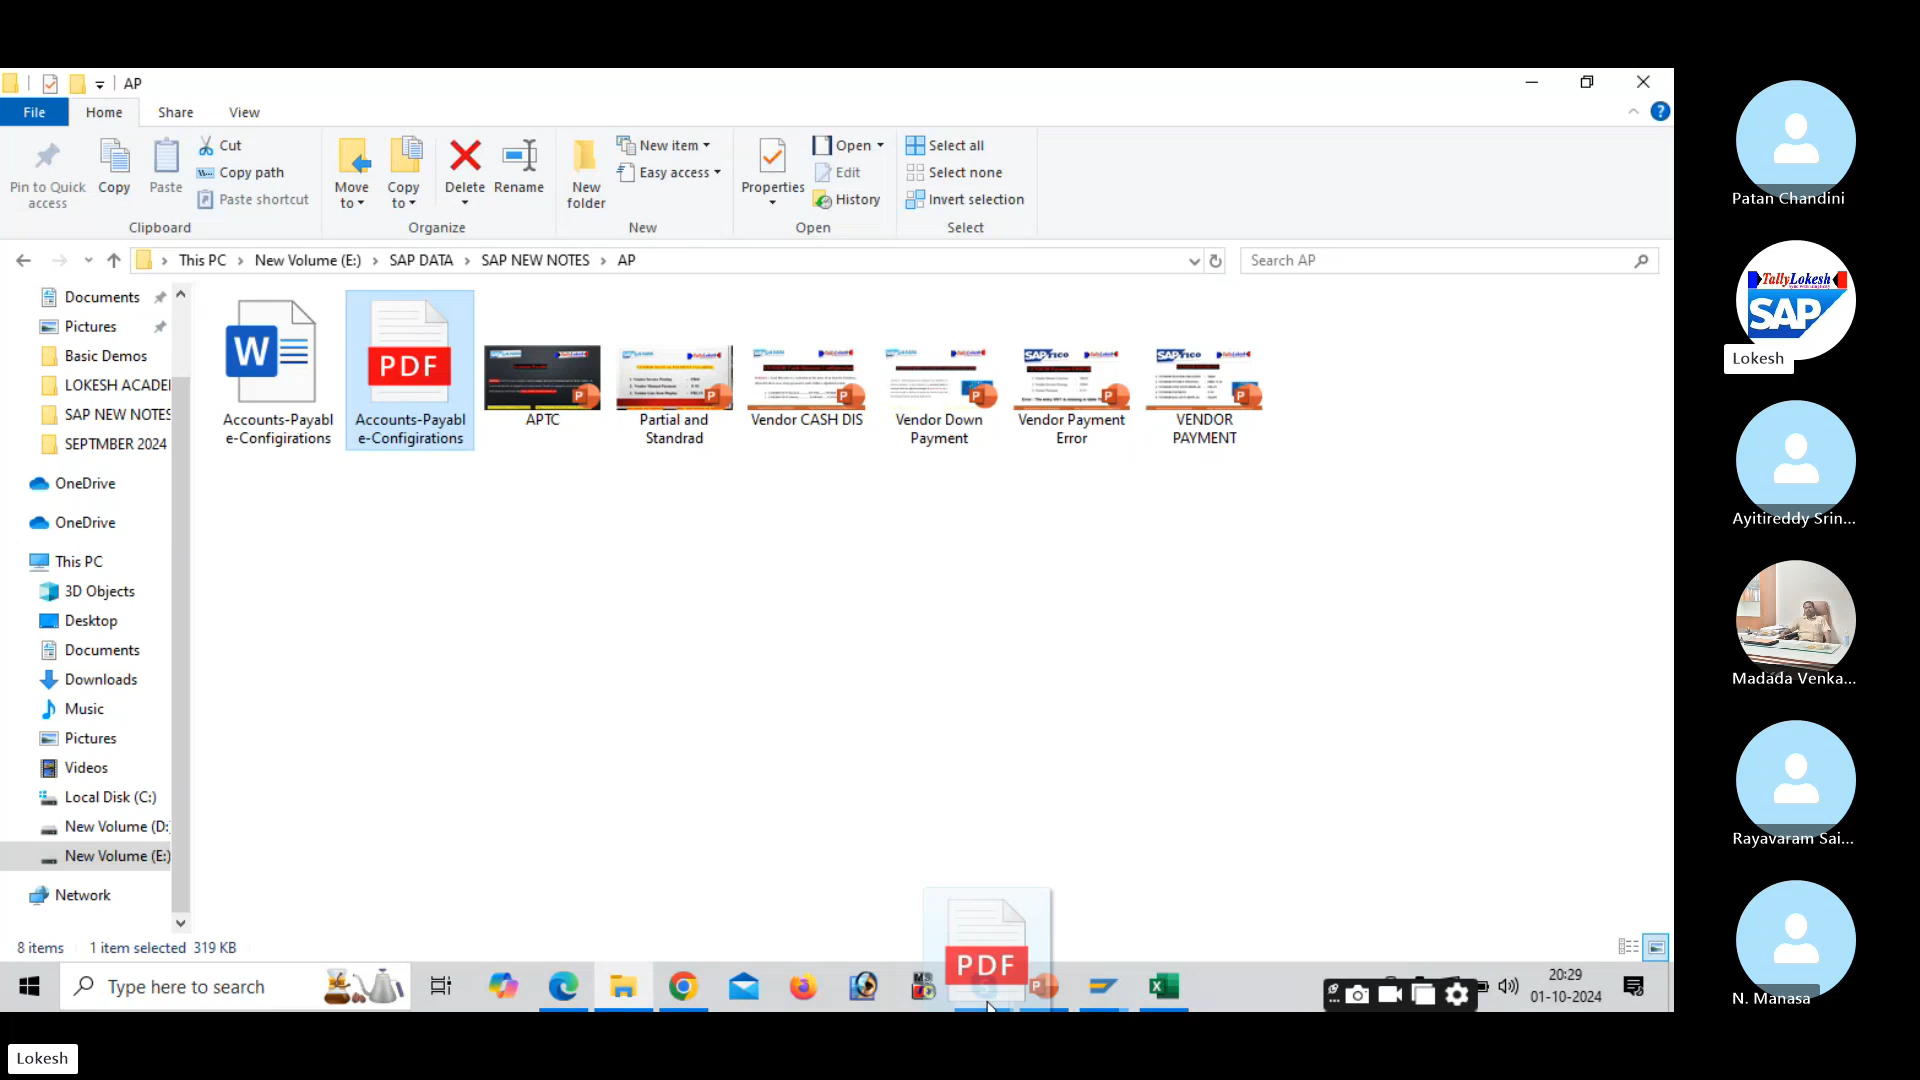 AP
File
Home
Share
View
Pin to Quick
access
Copy
Paste
Cut
Copy path
Paste shortcut
Clipboard
Move
to
Copy
to
Delete
Rename
Organize
New
folder
New item
Easy access
New
Properties
Open
Edit
History
Open
Select all
Select none
Invert selection
Select
This PC
New Volume (E:)
SAP DATA
SAP NEW NOTES
AP
Search AP
Documents
Pictures
Basic Demos
LOKESH ACADEI
SAP NEW NOTES
SEPTMBER 2024
OneDrive
OneDrive
This PC
3D Objects
Desktop
Documents
Downloads
Music
Pictures
Videos
Local Disk (C:)
New Volume (D:
New Volume (E:)
Network
W
Accounts-Payabl
e-Configirations
PDF
Accounts-Payabl
e-Configirations
APTC
Partial and
Standrad
Vendor CASH DIS
Vendor Down
Payment
Vendor Payment
Error
VENDOR
PAYMENT
PDF
8 items
1 item selected 319 KB
Type here to search
20:29
01-10-2024
Patan Chandini
TallyLokesh
SAP
Lokesh
Ayitireddy Srin...
Madada Venka...
Rayavaram Sai...
N. Manasa
Lokesh